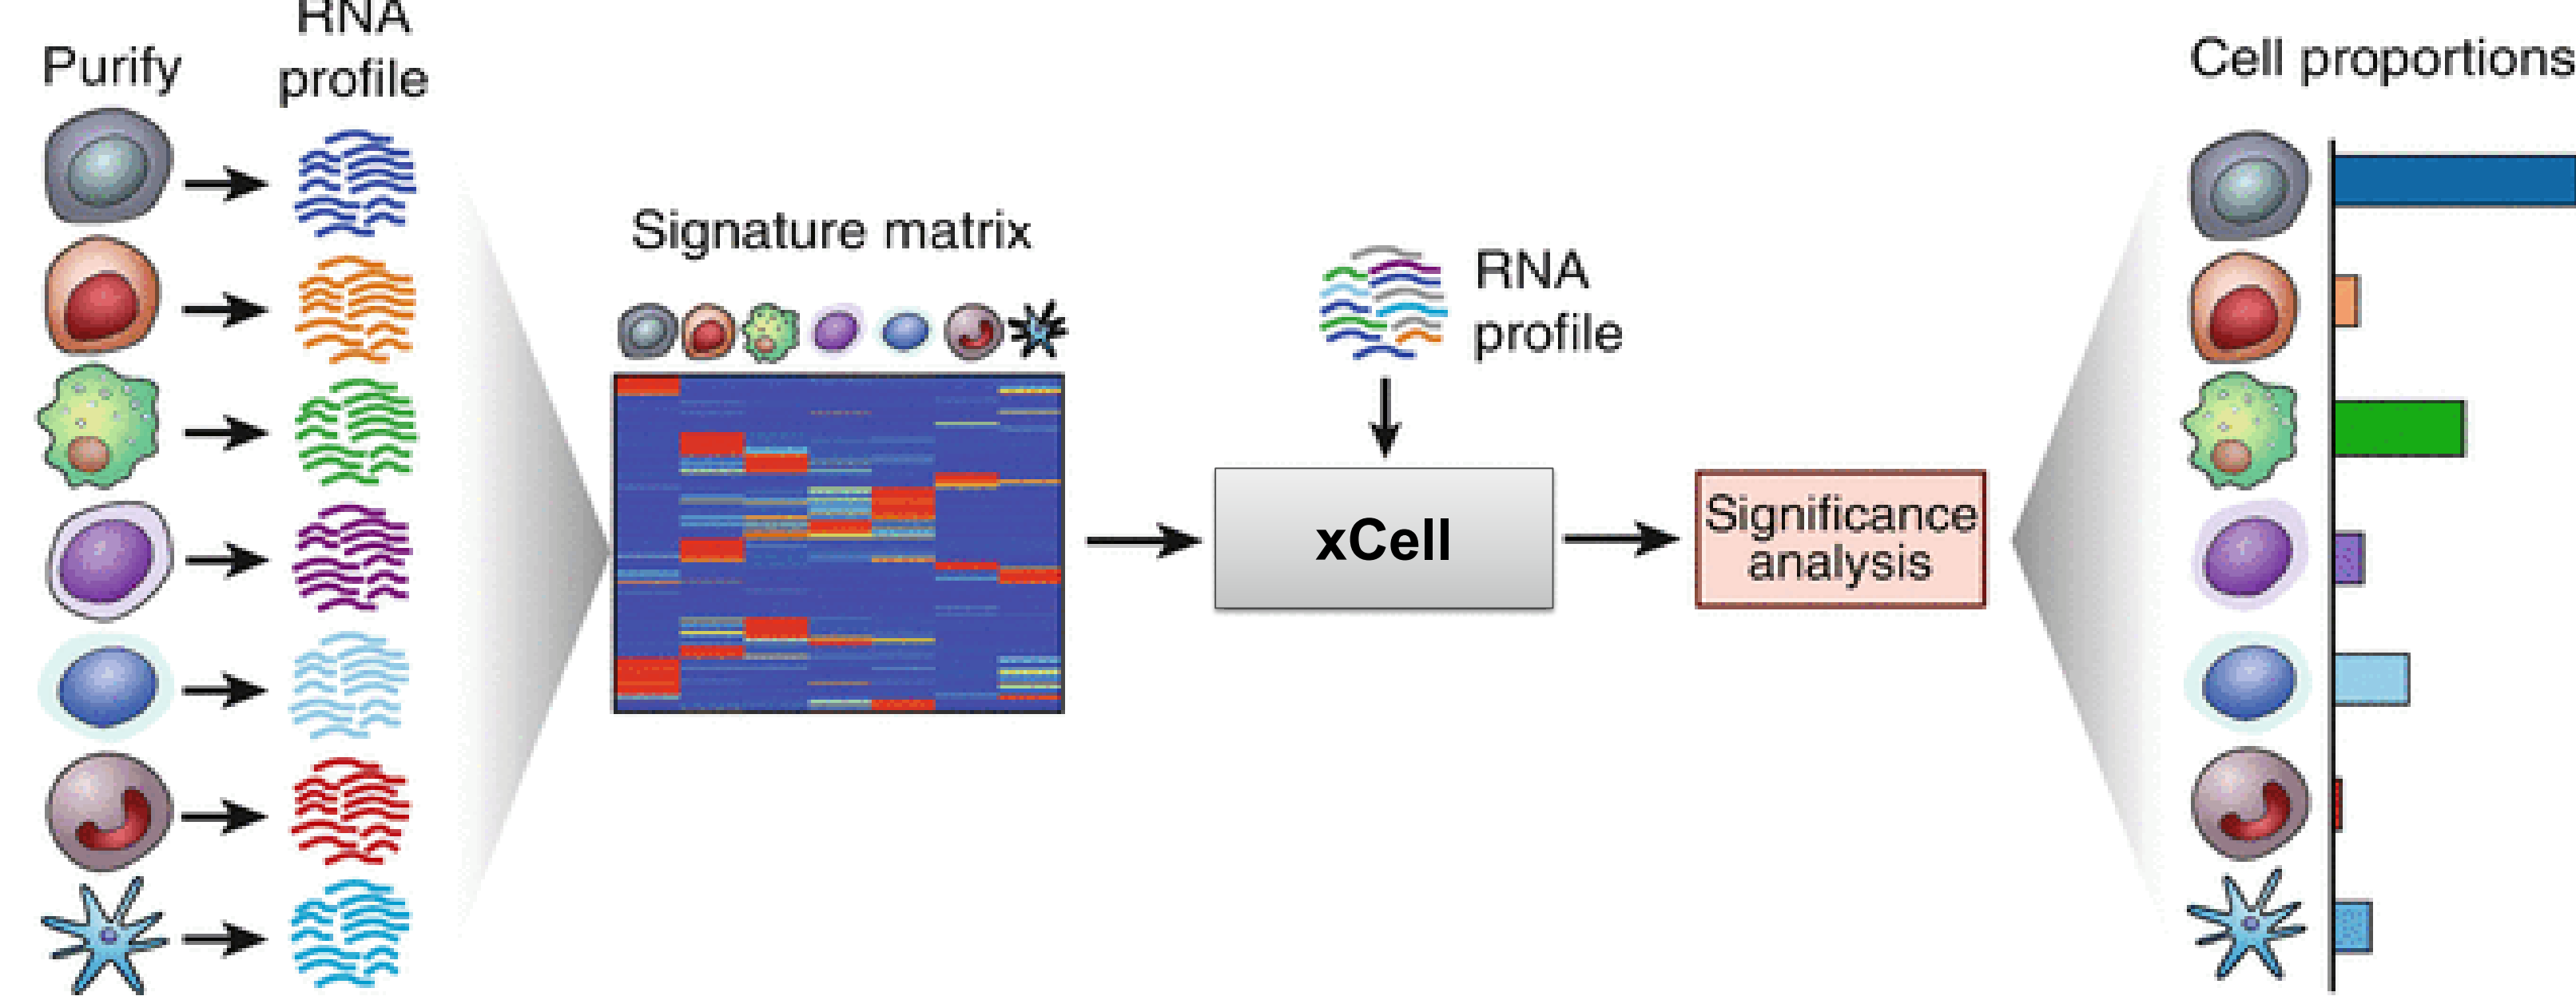 Purify
RNA
profile
Signature matrix
RNA
profile
xCell
Significance
analysis
Cell proportions